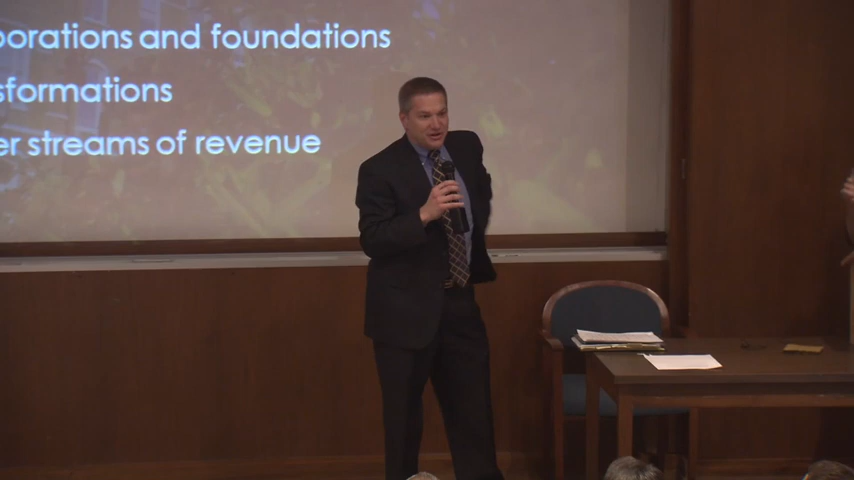 porations and foundations
sformations
er streams of revenue